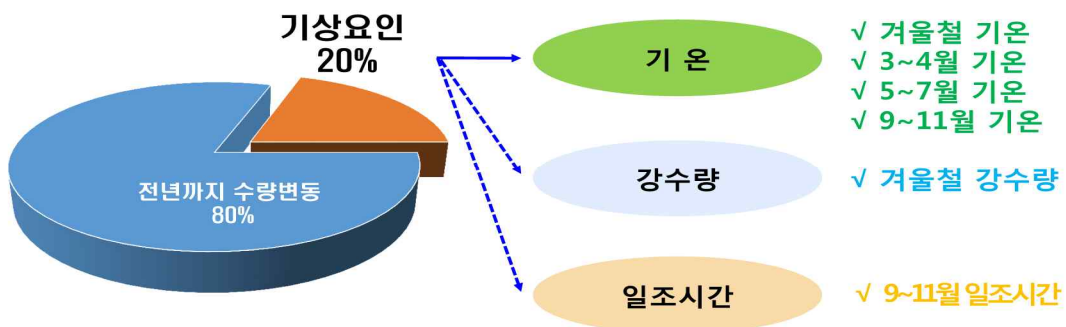 기상요인
20%
전년까지 수량변동
80%
기 온
√ 겨울철 기온
√ 3~4월 기온
√ 5~7월 기온
√ 9~11월 기온
강수량
√ 겨울철 강수량
일조시간
√ 9~11월 일조시간